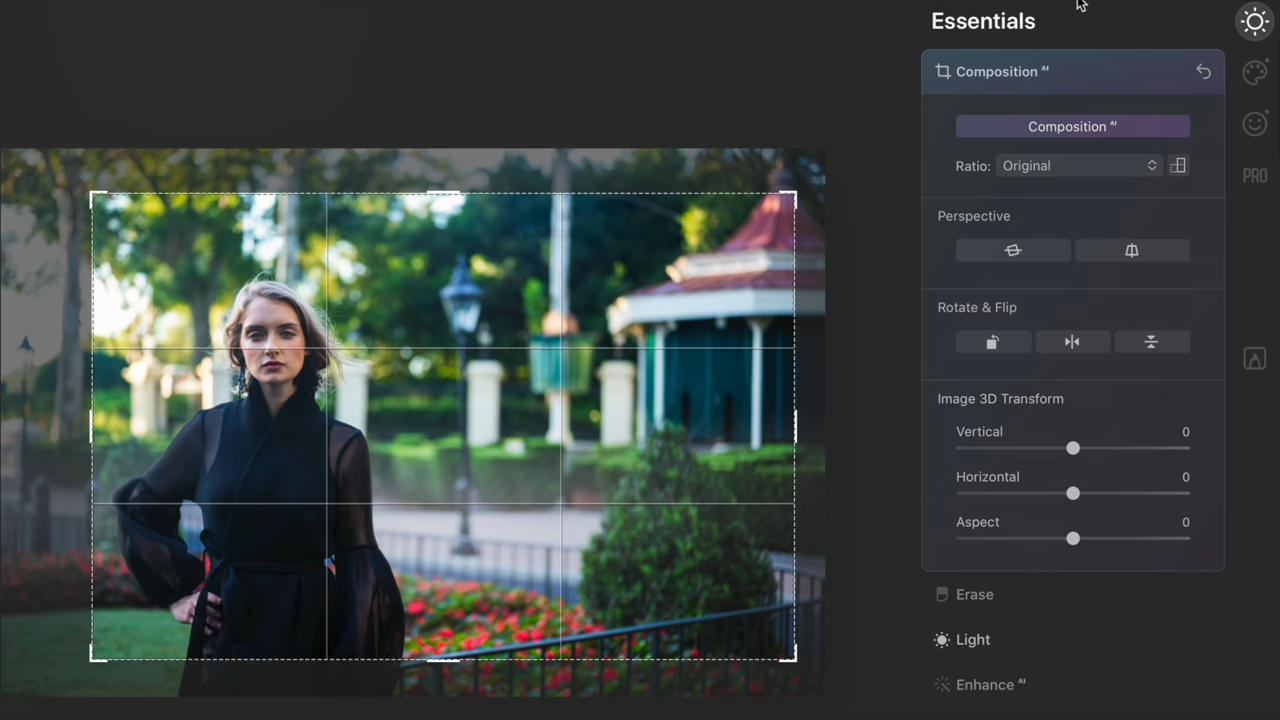 Essentials
Composition AI
Composition AI
Ratio: Original
PRO
Perspective
Rotate & Flip
Image 3D Transform
Vertical 0
Horizontal 0
Aspect 0
Erase
Light
Enhance AI